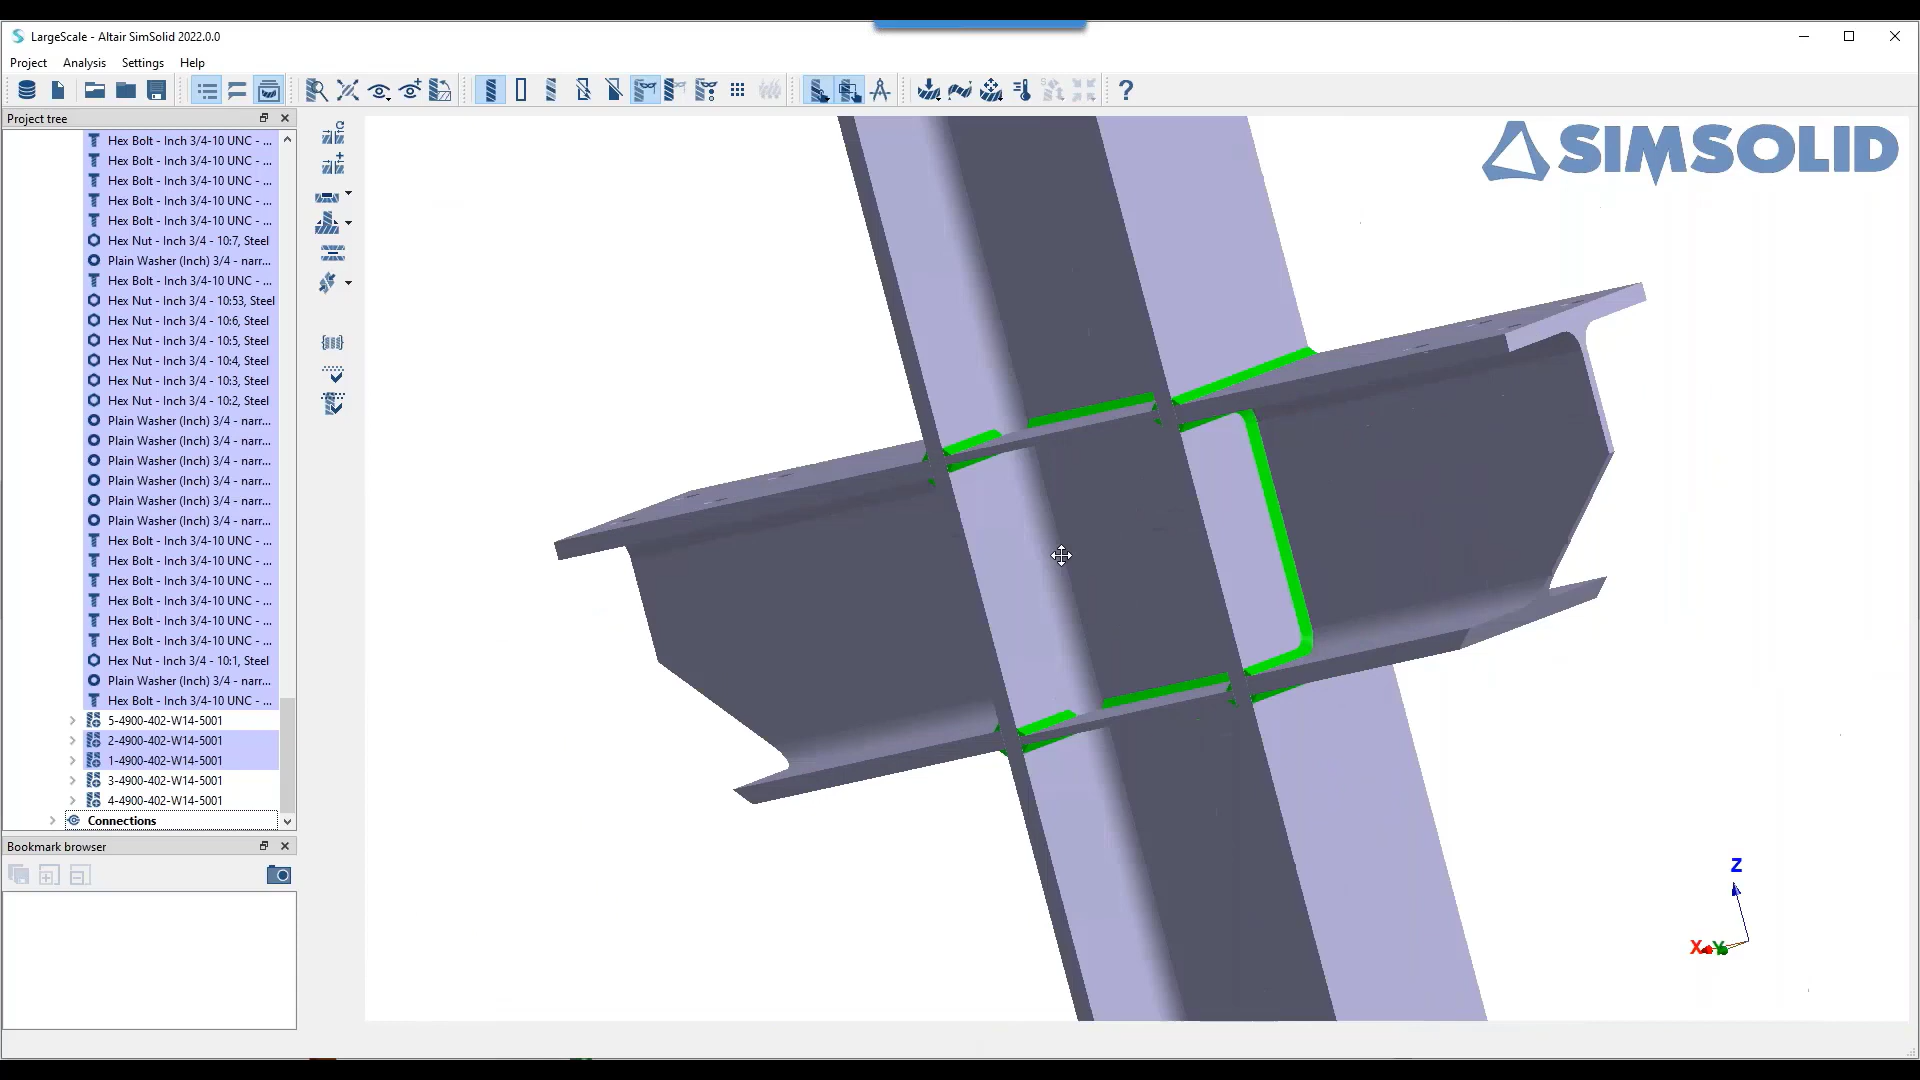 LargeScale - Altair SimSolid 2022.0.0
Project Analysis Settings Help
Project tree
Hex Bolt - Inch 3/4-10 UNC - ...
Hex Bolt - Inch 3/4-10 UNC - ...
Hex Bolt - Inch 3/4-10 UNC - ...
Hex Bolt - Inch 3/4-10 UNC - ...
Hex Bolt - Inch 3/4-10 UNC - ...
Hex Nut - Inch 3/4 - 10:7, Steel
Plain Washer (Inch) 3/4 - narr...
Hex Bolt - Inch 3/4-10 UNC - ...
Hex Nut - Inch 3/4 - 10:53, Steel
Hex Nut - Inch 3/4 - 10:6, Steel
Hex Nut - Inch 3/4 - 10:5, Steel
Hex Nut - Inch 3/4 - 10:4, Steel
Hex Nut - Inch 3/4 - 10:3, Steel
Hex Nut - Inch 3/4 - 10:2, Steel
Plain Washer (Inch) 3/4 - narr...
Plain Washer (Inch) 3/4 - narr...
Plain Washer (Inch) 3/4 - narr...
Plain Washer (Inch) 3/4 - narr...
Plain Washer (Inch) 3/4 - narr...
Plain Washer (Inch) 3/4 - narr...
Hex Bolt - Inch 3/4-10 UNC - ...
Hex Bolt - Inch 3/4-10 UNC - ...
Hex Bolt - Inch 3/4-10 UNC - ...
Hex Bolt - Inch 3/4-10 UNC - ...
Hex Bolt - Inch 3/4-10 UNC - ...
Hex Bolt - Inch 3/4-10 UNC - ...
Hex Nut - Inch 3/4 - 10:1, Steel
Plain Washer (Inch) 3/4 - narr...
Hex Bolt - Inch 3/4-10 UNC - ...
5-4900-402-W14-5001
2-4900-402-W14-5001
1-4900-402-W14-5001
3-4900-402-W14-5001
4-4900-402-W14-5001
Connections
Bookmark browser
SIMSOLID
Z
X Y